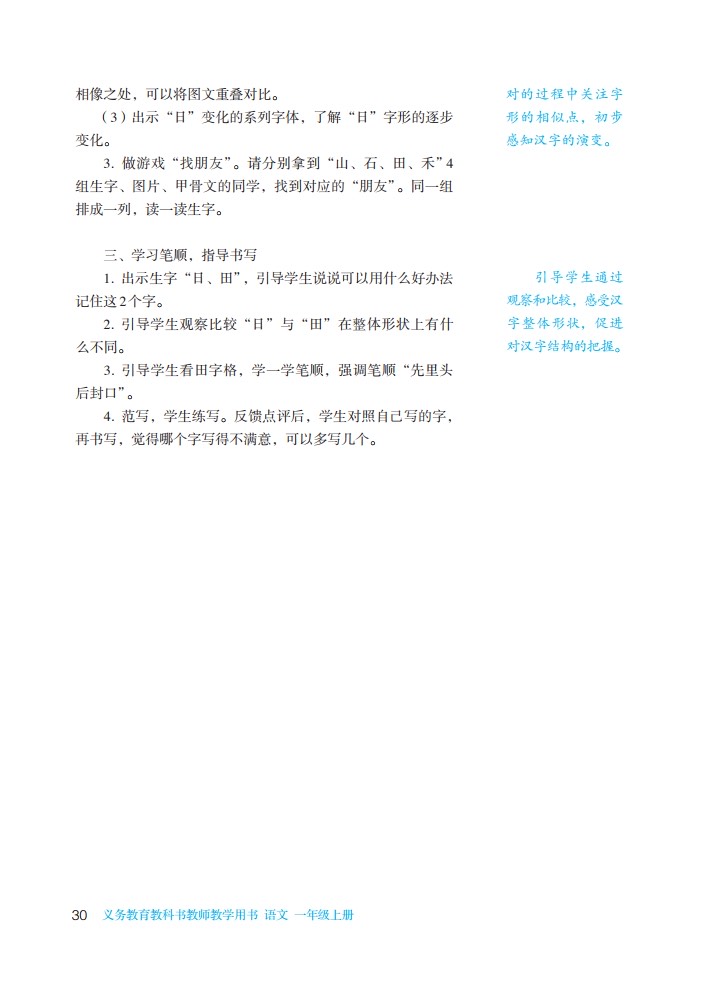 相像之处，可以将图文重叠对比。
（3）出示“日”变化的系列字体，了解“日”字形的逐步
变化。
3. 做游戏“找朋友”。请分别拿到“山、石、田、禾”4
组生字、图片、甲骨文的同学，找到对应的“朋友”。同一组
排成一列，读一读生字。
对的过程中关注字
形的相似点，初步
感知汉字的演变。
三、学习笔顺，指导书写
1. 出示生字“日、田”，引导学生说说可以用什么好办法
记住这2个字。
2. 引导学生观察比较“日”与“田”在整体形状上有什
么不同。
3. 引导学生看田字格，学一学笔顺，强调笔顺“先里头
后封口”。
4. 范写，学生练写。反馈点评后，学生对照自己写的字，
再书写，觉得哪个字写得不满意，可以多写几个。
引导学生通过
观察和比较，感受汉
字整体形状，促进
对汉字结构的把握。
30 义务教育教科书教师教学用书 语文 一年级上册